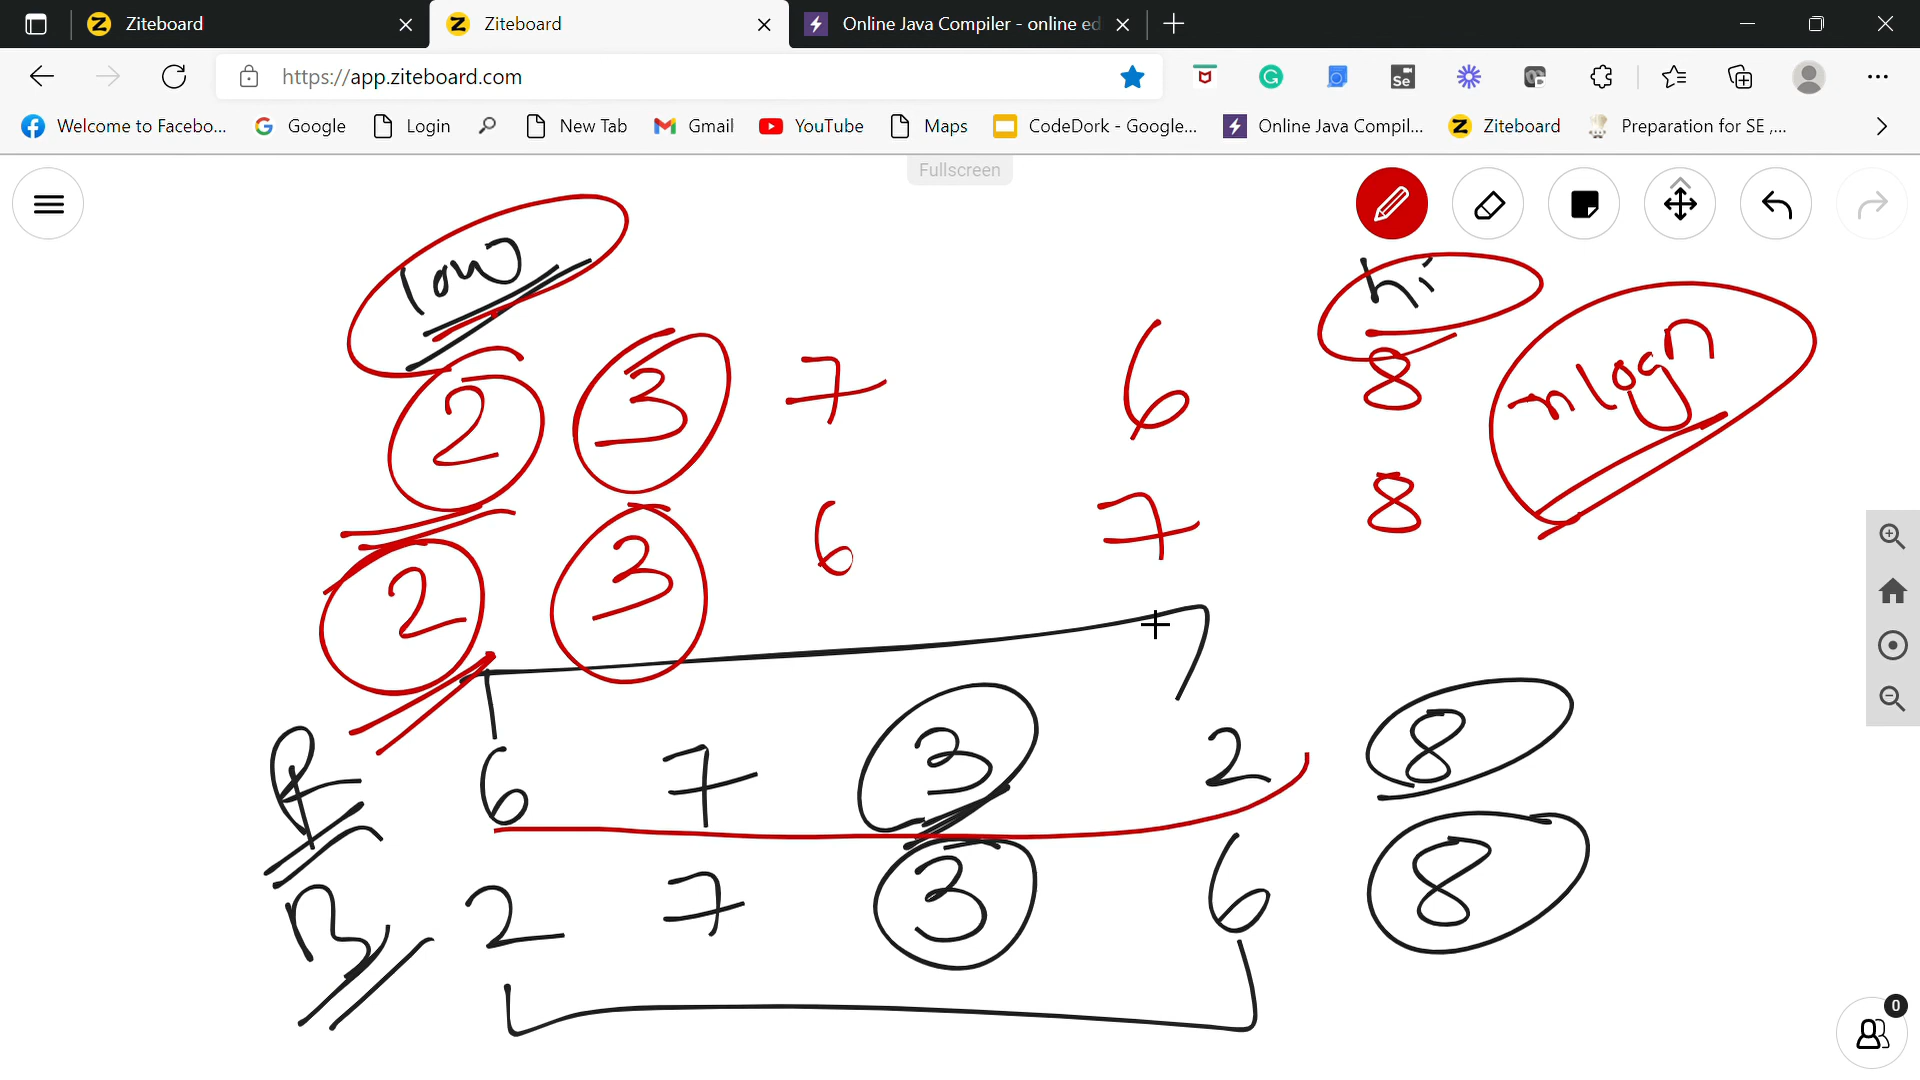 Ziteboard
Ziteboard
Online Java Compiler - online ed
https://app.ziteboard.com
Se
Welcome to Facebo...
Google
Login
New Tab
Gmail
YouTube
Maps
CodeDork - Google...
Online Java Compil...
Ziteboard
Preparation for SE ,...
Fullscreen
low
hi
nlogn
2 3 7 6 8
2 3 6 7 8
6 7 3 2 8
B 2 7 3 6 8
0